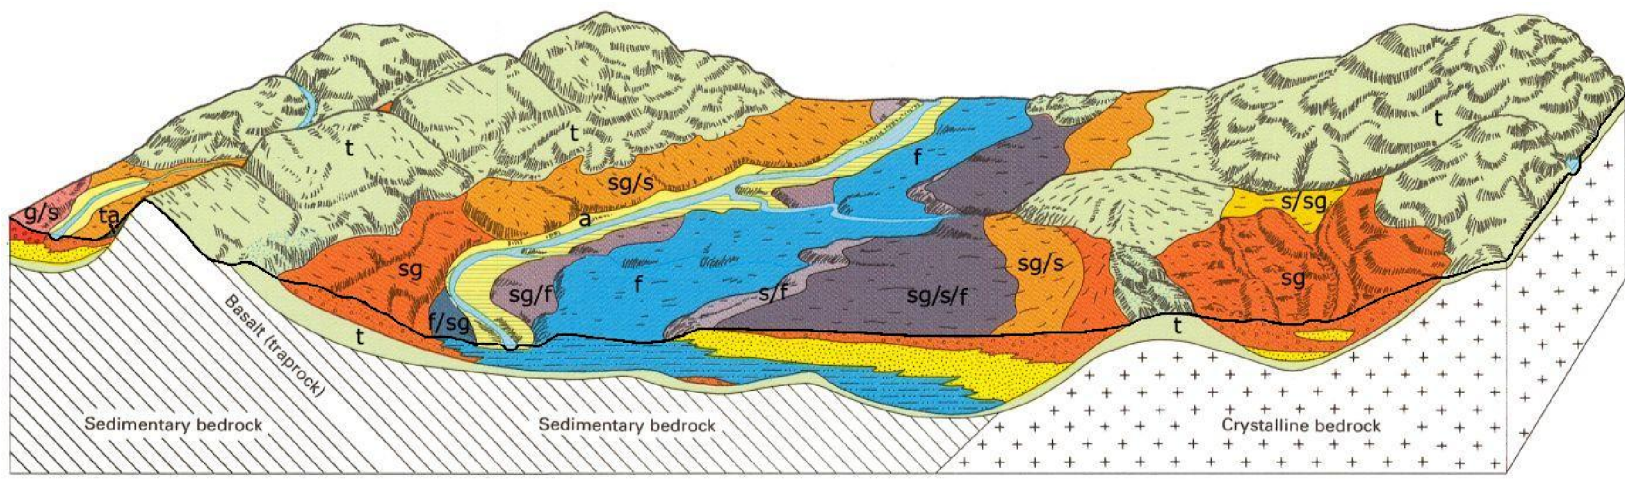 t
t
t
t
f
sg/s
s/sg
g/s
ta
a
sg
sg/f
f
s/f
sg/s/f
sg/s
sg
f/sg
t
t
Basalt (traprock)
Sedimentary bedrock
Sedimentary bedrock
Crystalline bedrock